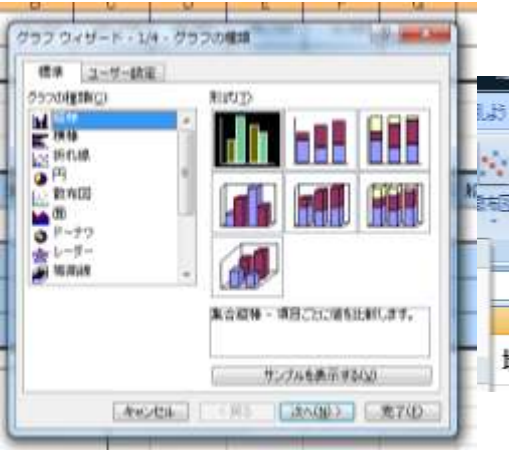 グラフ ウィザード - 1/4 - グラフの種類
標準 ユーザー設定
グラフの種類(C)
縦棒
横棒
折れ線
円
散布図
面
ドーナツ
レーダー
等高線
形式(T)
集合縦棒 - 項目ごとに値を比較します。
サンプルを表示する(V)
キャンセル < 戻る 次へ(N) > 完了(F)
しよう